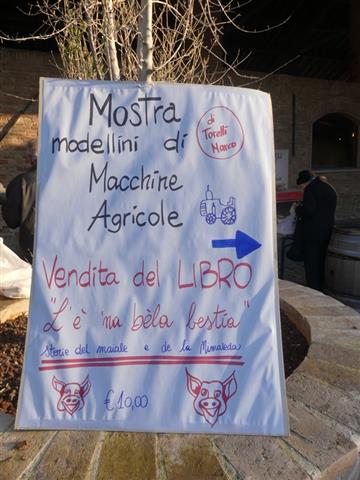 Mostra
modellini di
Macchine
Agricole
di
Torelli
Marco
Vendita del LIBRO
"L'è 'na bèla bestia"
Storie del maiale e de la Mimaleda
€ 10,00